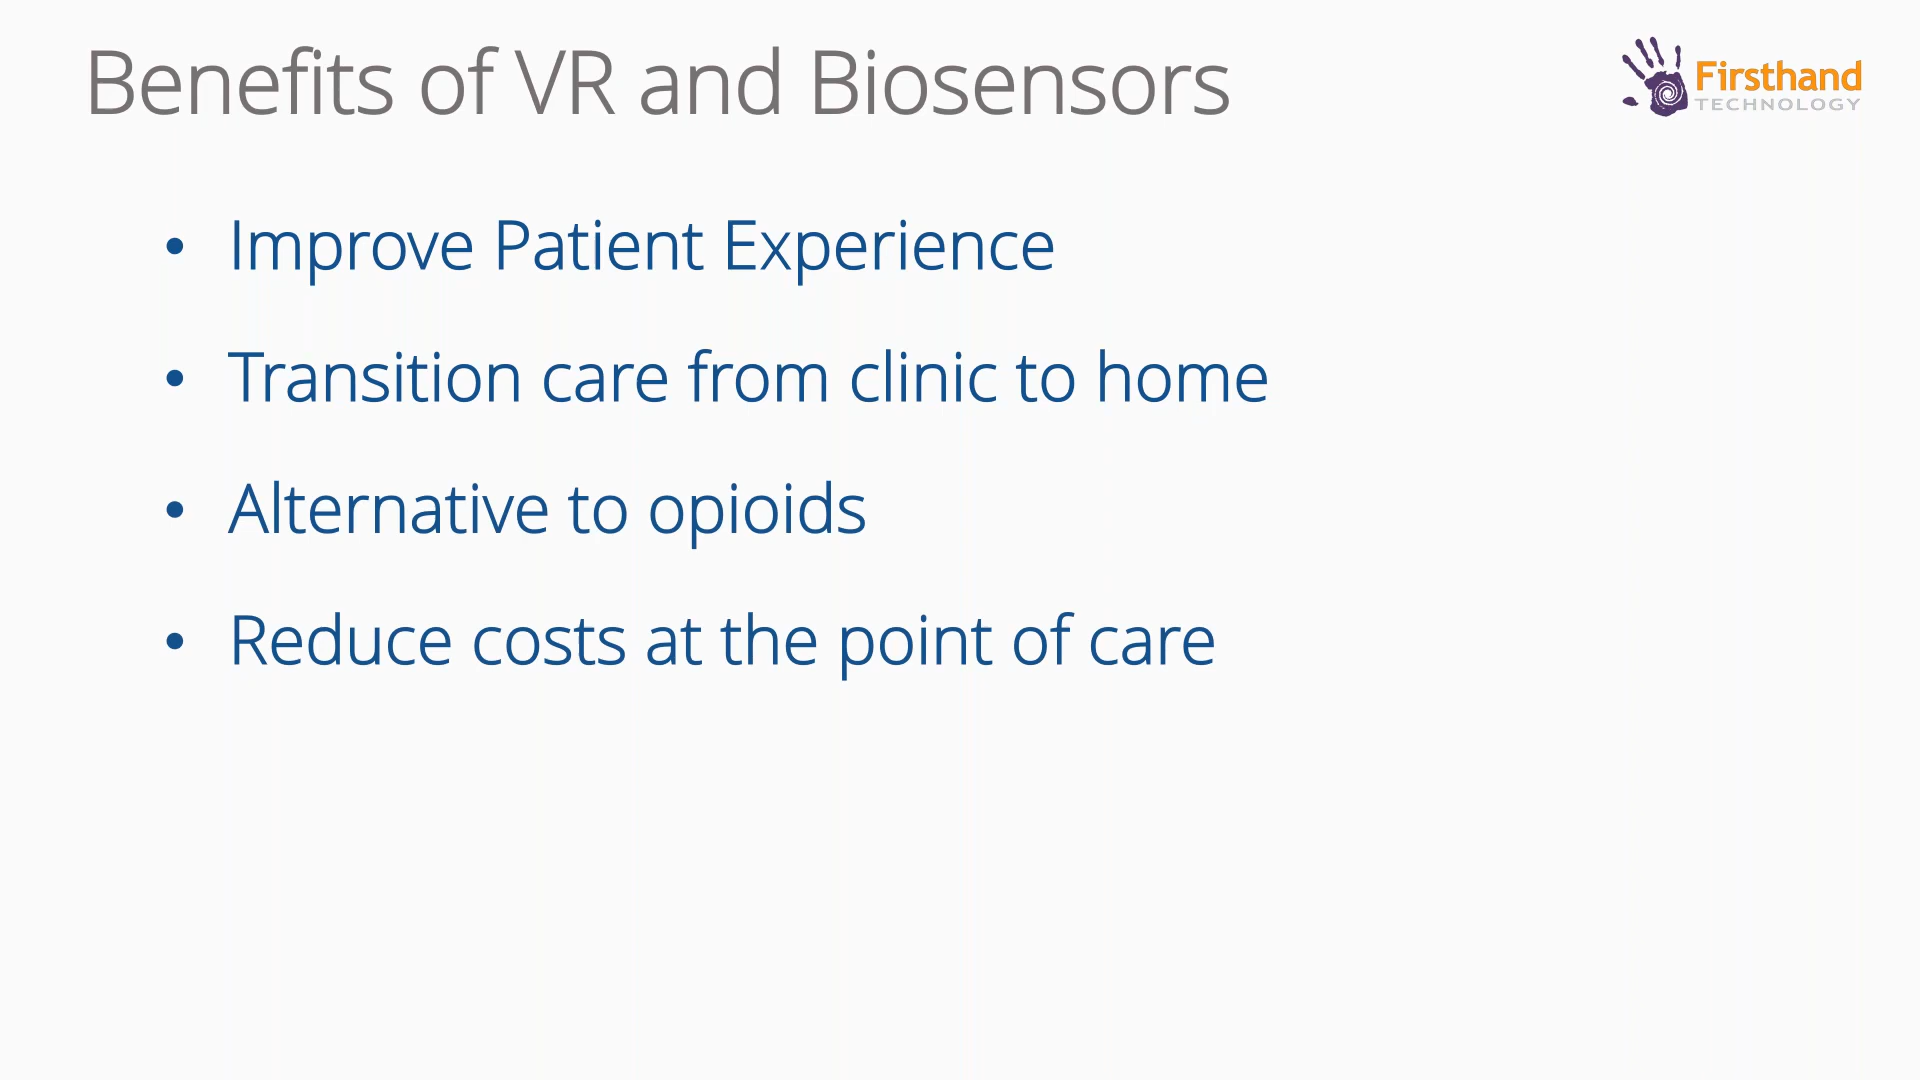 Benefits of VR and Biosensors
Firsthand
TECHNOLOGY
• Improve Patient Experience
• Transition care from clinic to home
• Alternative to opioids
• Reduce costs at the point of care